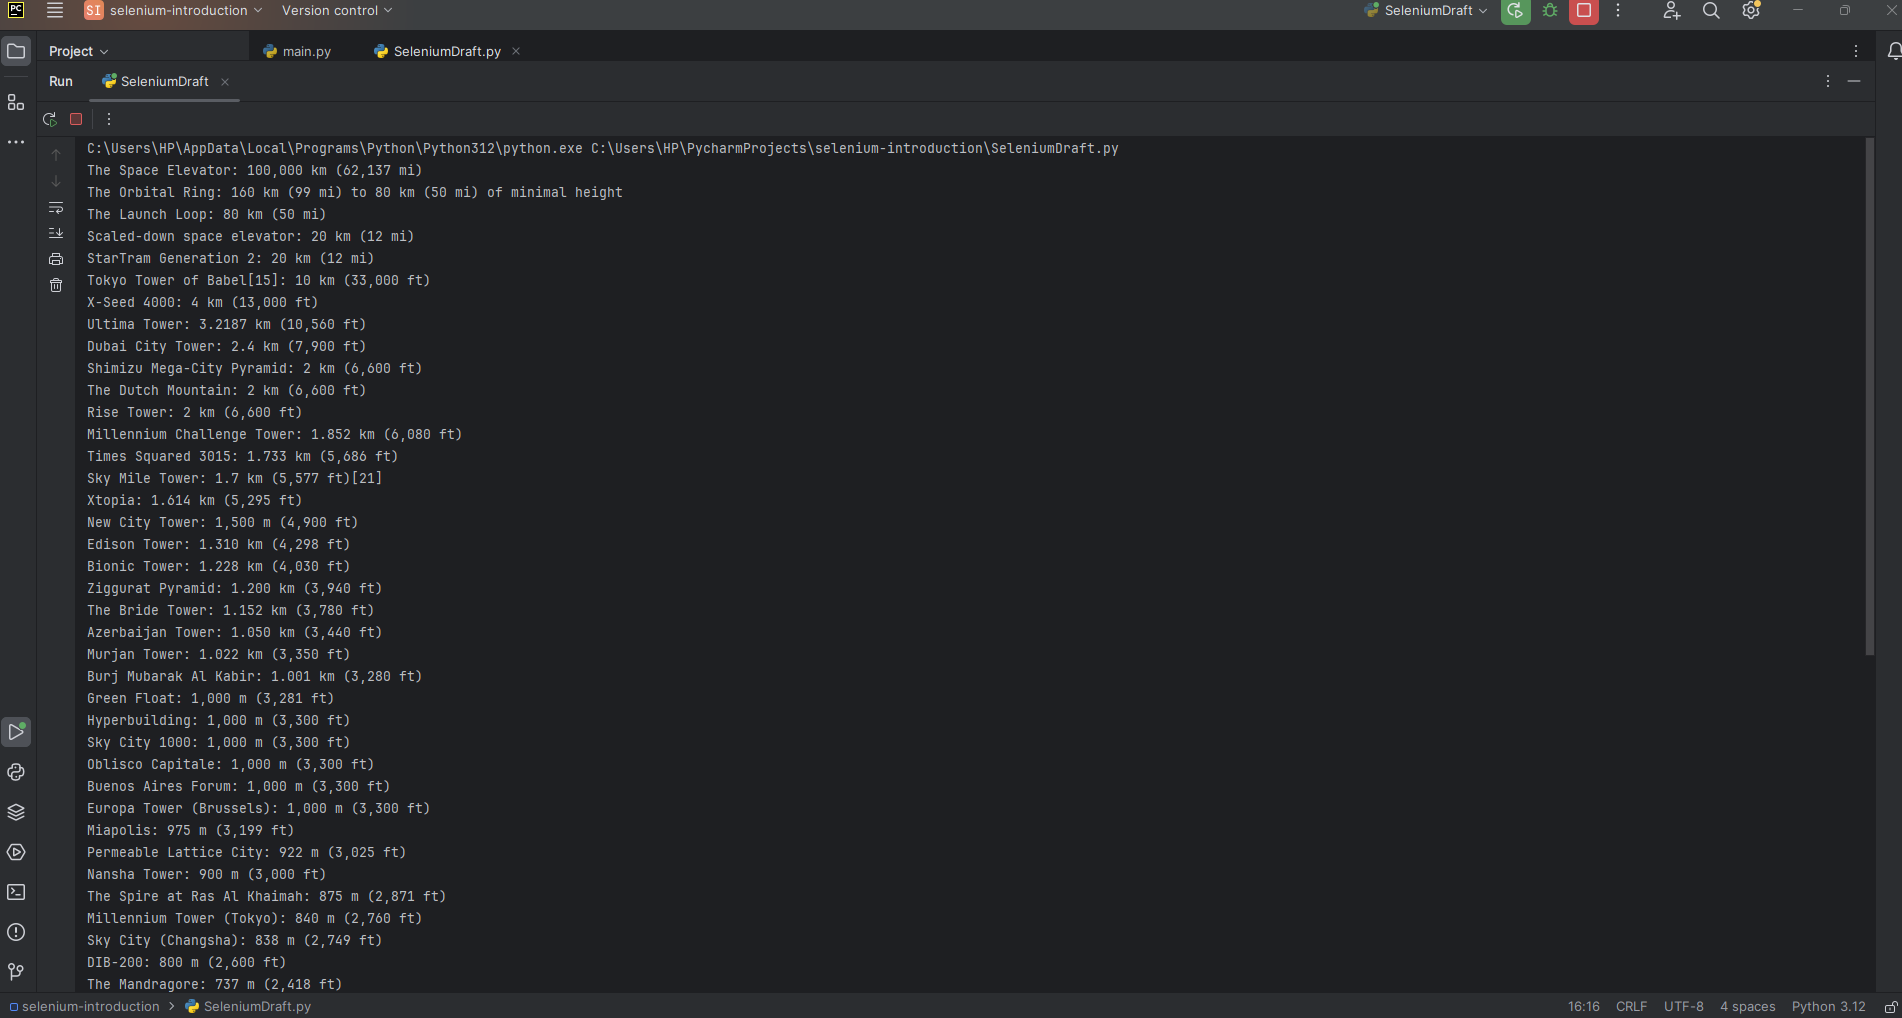 PC SI selenium-introduction Version control SeleniumDraft
Project main.py SeleniumDraft.py
Run SeleniumDraft
C:\Users\HP\AppData\Local\Programs\Python\Python312\python.exe C:\Users\HP\PycharmProjects\selenium-introduction\SeleniumDraft.py
The Space Elevator: 100,000 km (62,137 mi)
The Orbital Ring: 160 km (99 mi) to 80 km (50 mi) of minimal height
The Launch Loop: 80 km (50 mi)
Scaled-down space elevator: 20 km (12 mi)
StarTram Generation 2: 20 km (12 mi)
Tokyo Tower of Babel[15]: 10 km (33,000 ft)
X-Seed 4000: 4 km (13,000 ft)
Ultima Tower: 3.2187 km (10,560 ft)
Dubai City Tower: 2.4 km (7,900 ft)
Shimizu Mega-City Pyramid: 2 km (6,600 ft)
The Dutch Mountain: 2 km (6,600 ft)
Rise Tower: 2 km (6,600 ft)
Millennium Challenge Tower: 1.852 km (6,080 ft)
Times Squared 3015: 1.733 km (5,686 ft)
Sky Mile Tower: 1.7 km (5,577 ft)[21]
Xtopia: 1.614 km (5,295 ft)
New City Tower: 1,500 m (4,900 ft)
Edison Tower: 1.310 km (4,298 ft)
Bionic Tower: 1.228 km (4,030 ft)
Ziggurat Pyramid: 1.200 km (3,940 ft)
The Bride Tower: 1.152 km (3,780 ft)
Azerbaijan Tower: 1.050 km (3,440 ft)
Murjan Tower: 1.022 km (3,350 ft)
Burj Mubarak Al Kabir: 1.001 km (3,280 ft)
Green Float: 1,000 m (3,281 ft)
Hyperbuilding: 1,000 m (3,300 ft)
Sky City 1000: 1,000 m (3,300 ft)
Oblisco Capitale: 1,000 m (3,300 ft)
Buenos Aires Forum: 1,000 m (3,300 ft)
Europa Tower (Brussels): 1,000 m (3,300 ft)
Miapolis: 975 m (3,199 ft)
Permeable Lattice City: 922 m (3,025 ft)
Nansha Tower: 900 m (3,000 ft)
The Spire at Ras Al Khaimah: 875 m (2,871 ft)
Millennium Tower (Tokyo): 840 m (2,760 ft)
Sky City (Changsha): 838 m (2,749 ft)
DIB-200: 800 m (2,600 ft)
The Mandragore: 737 m (2,418 ft)
selenium-introduction > SeleniumDraft.py 16:16 CRLF UTF-8 4 spaces Python 3.12